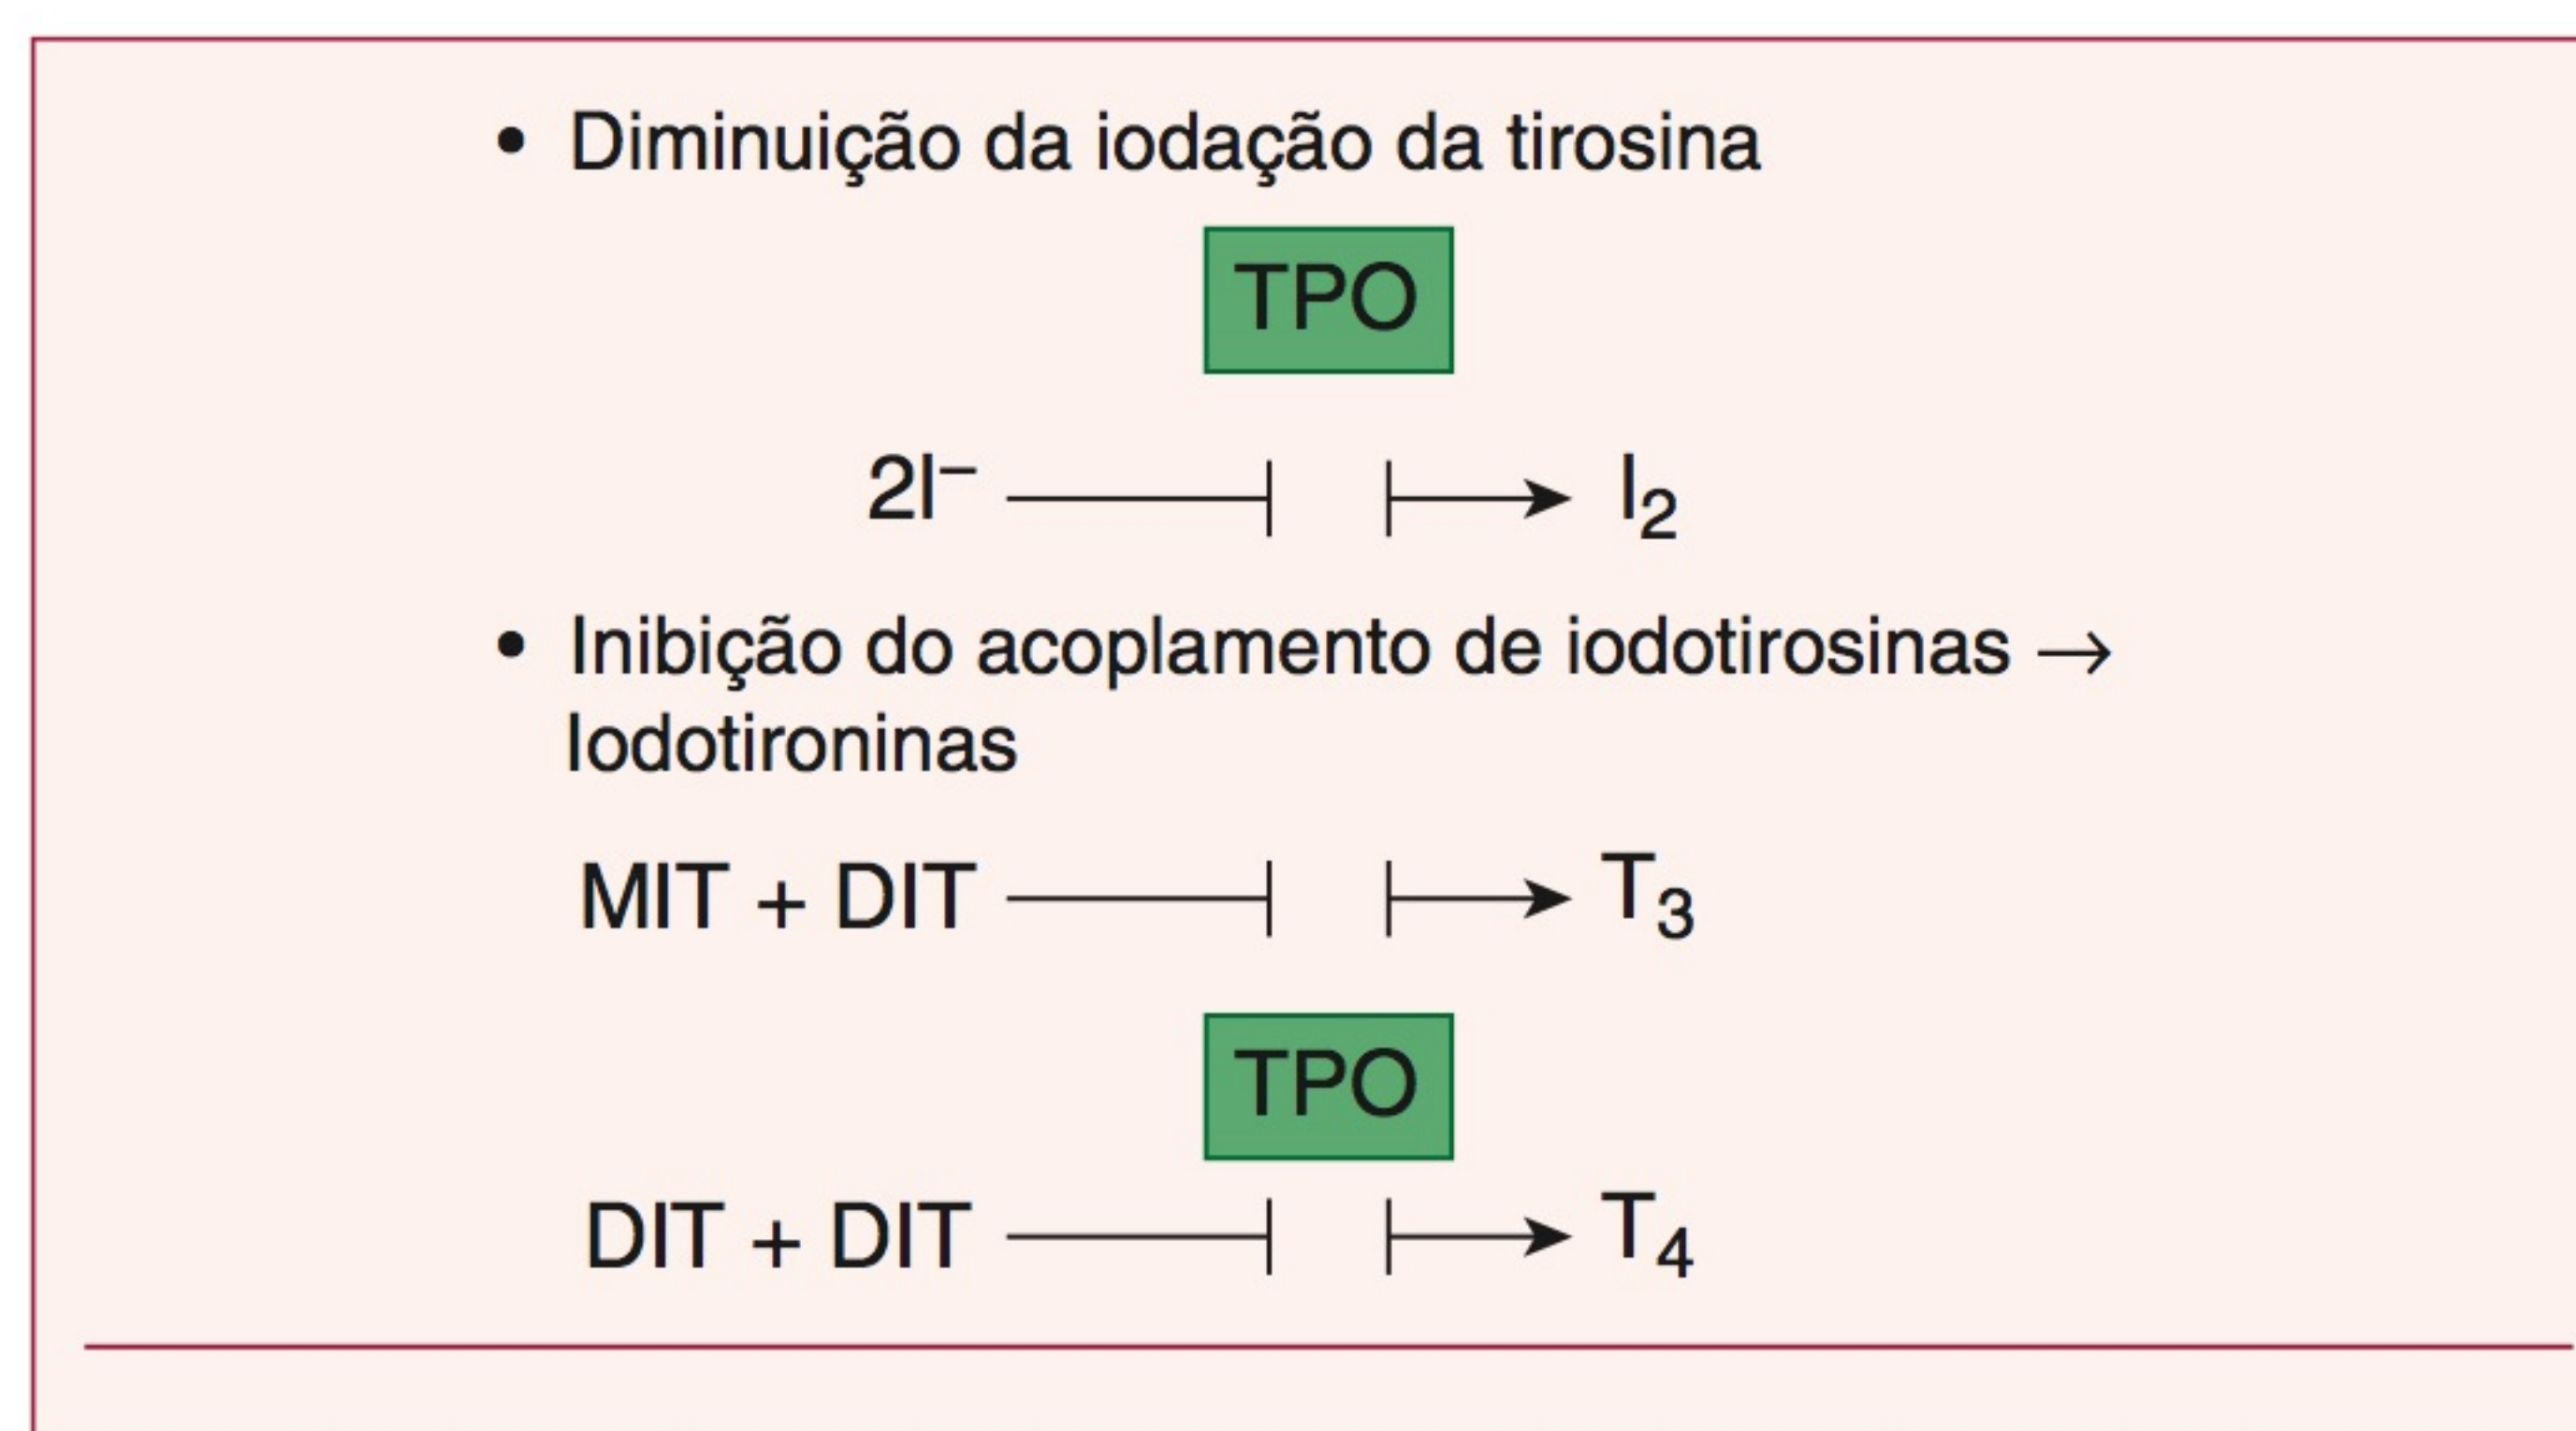 • Diminuição da iodação da tirosina
TPO
2I⁻ I₂
• Inibição do acoplamento de iodotirosinas →
Iodotironinas
MIT + DIT T₃
TPO
DIT + DIT T₄